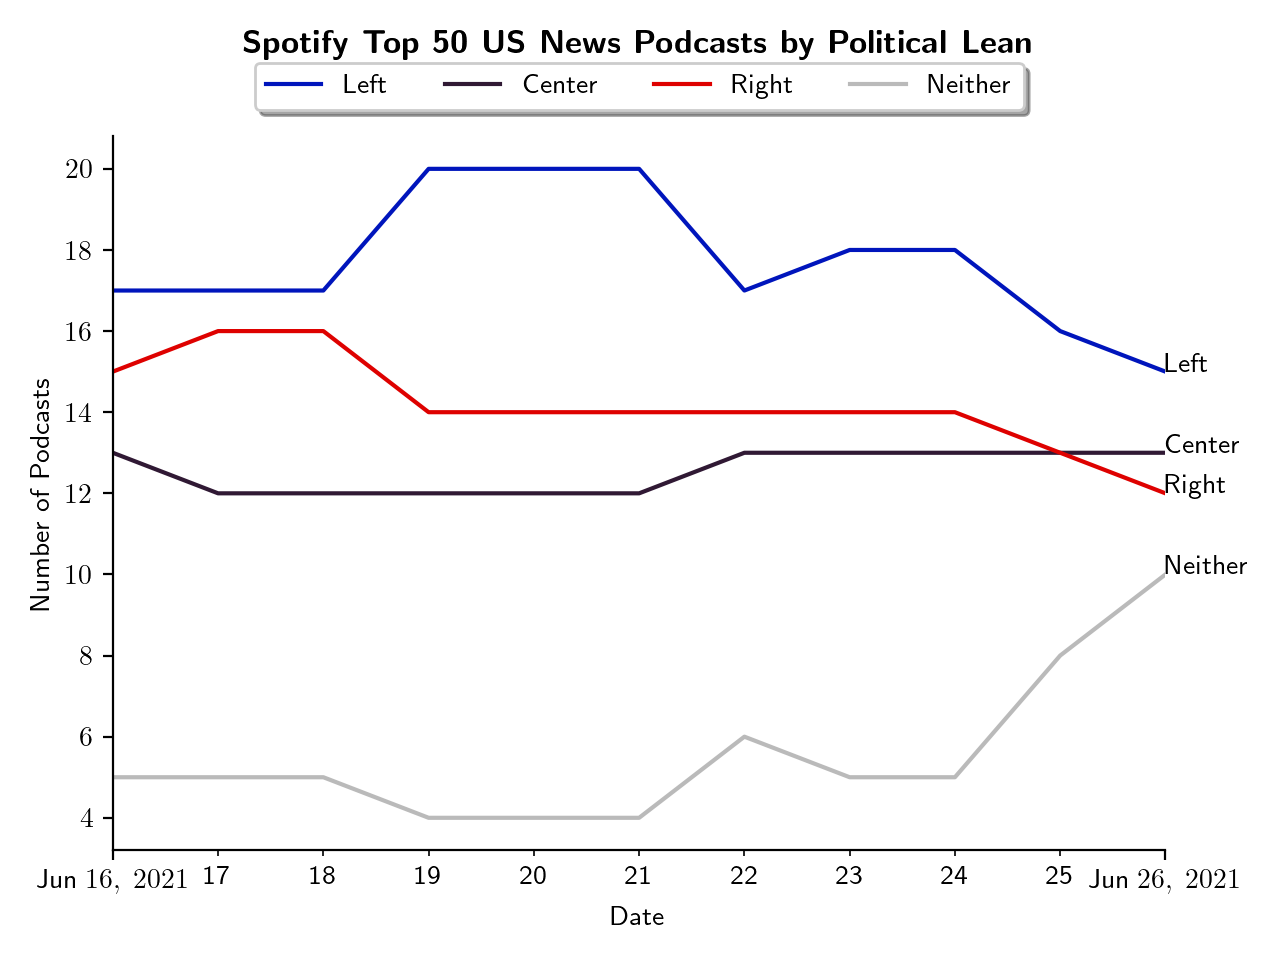 Spotify Top 50 US News Podcasts by Political Lean
Left Center Right Neither
20
18
16
14
12
10
8
6
4
Number of Podcasts
Left
Center
Right
Neither
Jun 16, 2021 17 18 19 20 21 22 23 24 25 Jun 26, 2021
Date